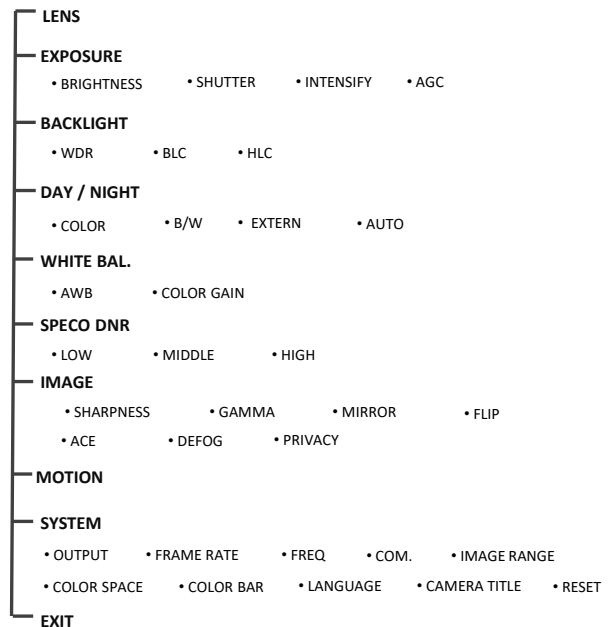 LENS
EXPOSURE
• BRIGHTNESS • SHUTTER • INTENSIFY • AGC
BACKLIGHT
• WDR • BLC • HLC
DAY / NIGHT
• COLOR • B/W • EXTERN • AUTO
WHITE BAL.
• AWB • COLOR GAIN
SPECO DNR
• LOW • MIDDLE • HIGH
IMAGE
• SHARPNESS • GAMMA • MIRROR • FLIP
• ACE • DEFOG • PRIVACY
MOTION
SYSTEM
• OUTPUT • FRAME RATE • FREQ • COM. • IMAGE RANGE
• COLOR SPACE • COLOR BAR • LANGUAGE • CAMERA TITLE • RESET
EXIT